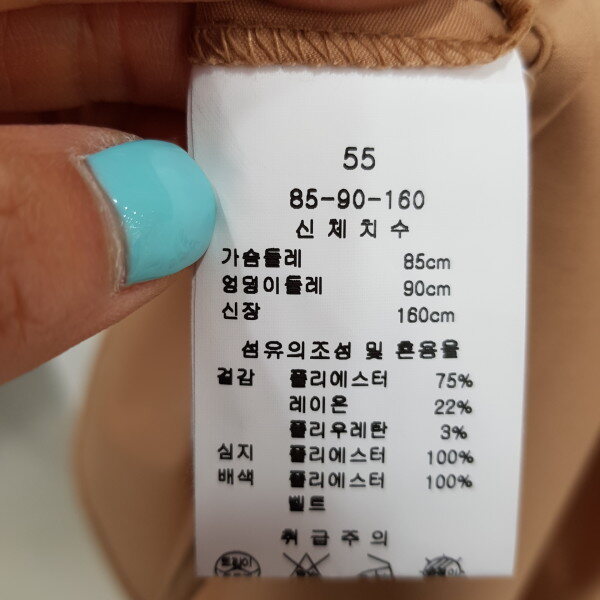 55
85-90-160
신체치수
가슴둘레 85cm
엉덩이둘레 90cm
신장 160cm
섬유의조성 및 혼용율
겉감 폴리에스터 75%
레이온 22%
폴리우레탄 3%
심지 폴리에스터 100%
배색 폴리에스터 100%
벨트
취급주의